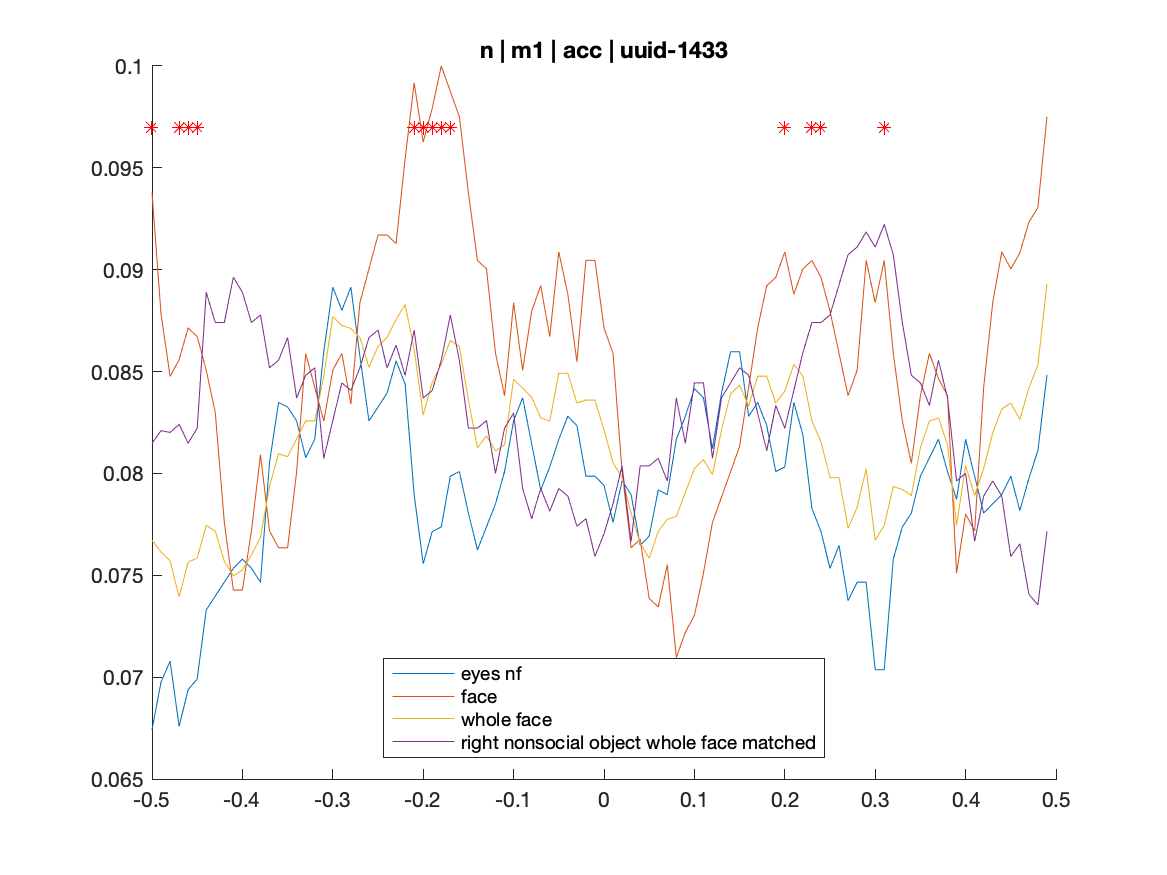 n | m1 | acc | uuid-1433
0.1
0.095
0.09
0.085
0.08
0.075
0.07
0.065
eyes nf
face
whole face
right nonsocial object whole face matched
-0.5 -0.4 -0.3 -0.2 -0.1 0 0.1 0.2 0.3 0.4 0.5